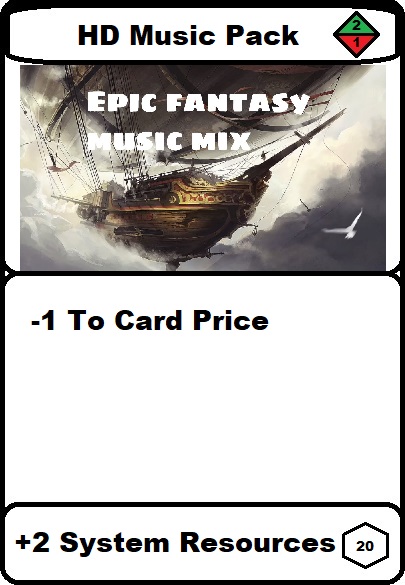 HD Music Pack
2
1
Epic fantasy
music mix
-1 To Card Price
+2 System Resources
20